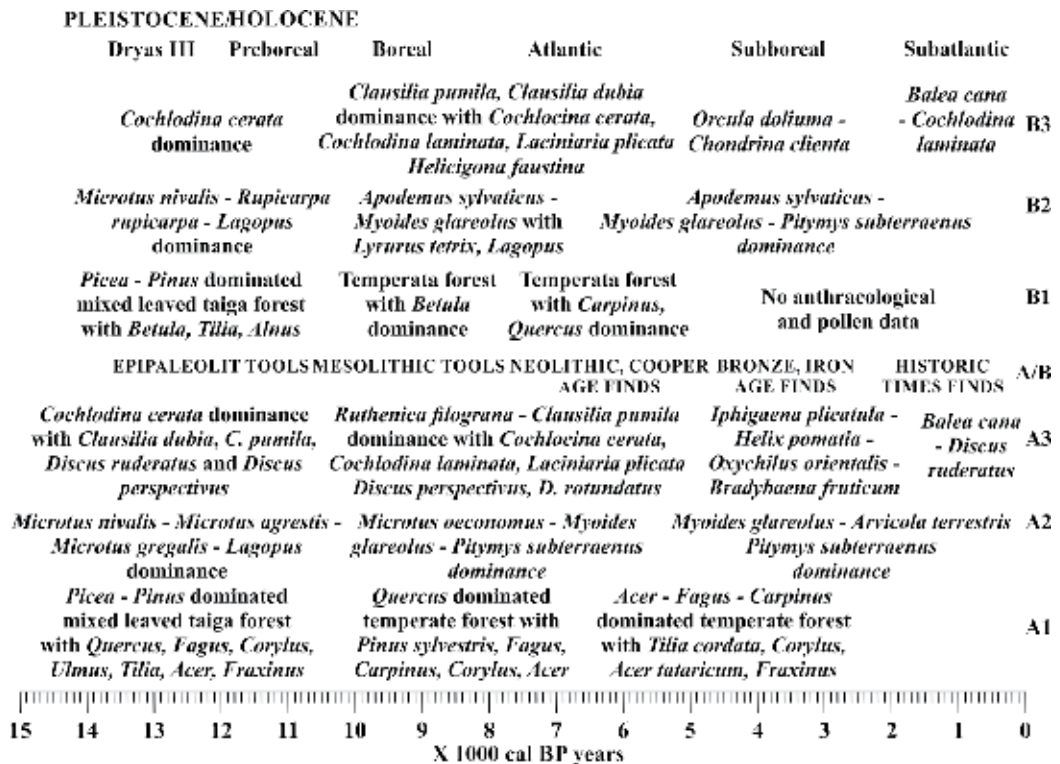 PLEISTOCENE/HOLOCENE
Dryas III Preboreal Boreal Atlantic Subboreal Subatlantic
Cochlodina cerata
dominance
Clausilia pumila, Clausilia dubia
dominance with Cochlocina cerata,
Cochlodina laminata, Laciniaria plicata
Helicigona faustina
Orcula doliuma -
Chondrina clienta
Balea cana
- Cochlodina
laminata
B3
Microtus nivalis - Rupicarpa
rupicarpa - Lagopus
dominance
Apodemus sylvaticus -
Myoides glareolus with
Lyrurus tetrix, Lagopus
Apodemus sylvaticus -
Myoides glareolus - Pitymys subterraenus
dominance
B2
Picea - Pinus dominated
mixed leaved taiga forest
with Betula, Tilia, Alnus
Temperata forest
with Betula
dominance
Temperata forest
with Carpinus,
Quercus dominance
No anthracological
and pollen data
B1
EPIPALEOLIT TOOLS MESOLITHIC TOOLS NEOLITHIC, COOPER BRONZE, IRON HISTORIC
AGE FINDS AGE FINDS TIMES FINDS
A/B
Cochlodina cerata dominance
with Clausilia dubia, C. pumila,
Discus ruderatus and Discus
perspectivus
Ruthenica filograna - Clausilia pumila
dominance with Cochlocina cerata,
Cochlodina laminata, Laciniaria plicata
Discus perspectivus, D. rotundatus
Iphigaena plicatula -
Helix pomatia -
Oxychilus orientalis -
Bradybaena fruticum
Balea cana
- Discus
ruderatus
A3
Microtus nivalis - Microtus agrestis -
Microtus gregalis - Lagopus
dominance
Microtus oeconomus - Myoides
glareolus - Pitymys subterraenus
dominance
Myoides glareolus - Arvicola terrestris
Pitymys subterraenus
dominance
A2
Picea - Pinus dominated
mixed leaved taiga forest
with Quercus, Fagus, Corylus,
Ulmus, Tilia, Acer, Fraxinus
Quercus dominated
temperate forest with
Pinus sylvestris, Fagus,
Carpinus, Corylus, Acer
Acer - Fagus - Carpinus
dominated temperate forest
with Tilia cordata, Corylus,
Acer tataricum, Fraxinus
A1
15 14 13 12 11 10 9 8 7 6 5 4 3 2 1 0
X 1000 cal BP years